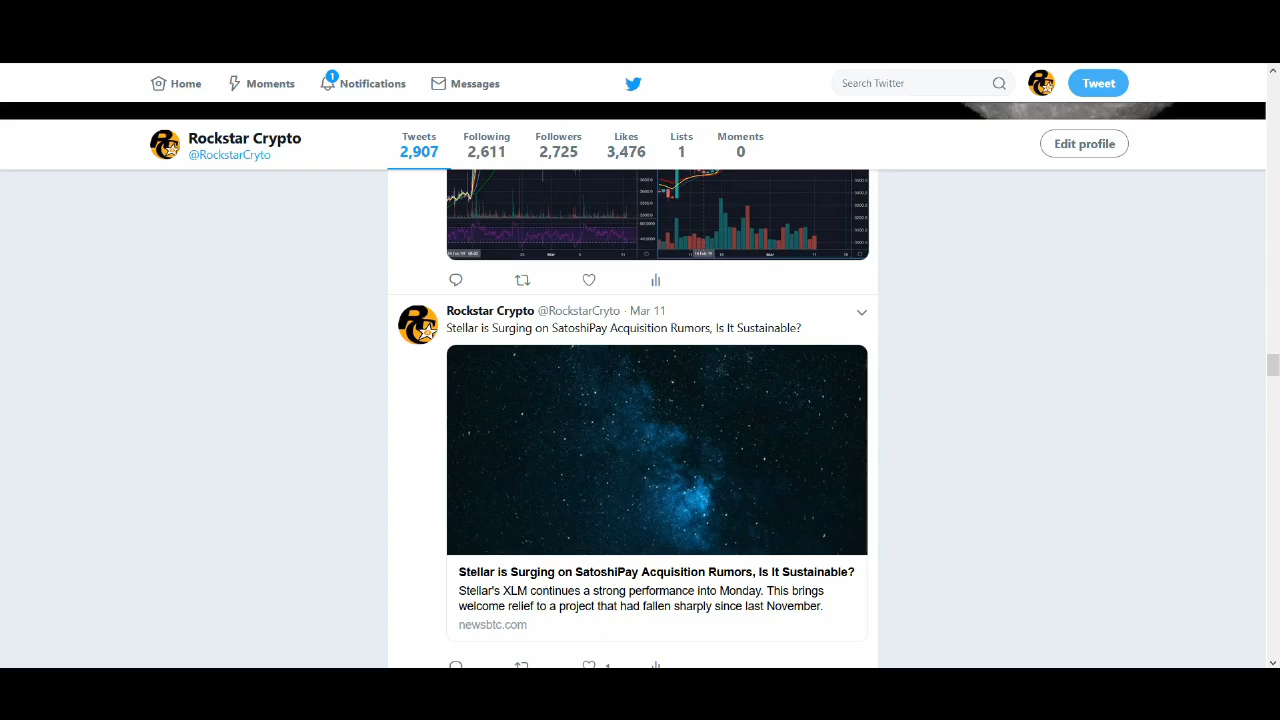 Home
Moments
1
Notifications
Messages
Search Twitter
Tweet
Rockstar Crypto
@RockstarCryto
Tweets
2,907
Following
2,611
Followers
2,725
Likes
3,476
Lists
1
Moments
0
Edit profile
Rockstar Crypto @RockstarCryto · Mar 11
Stellar is Surging on SatoshiPay Acquisition Rumors, Is It Sustainable?
Stellar is Surging on SatoshiPay Acquisition Rumors, Is It Sustainable?
Stellar's XLM continues a strong performance into Monday. This brings
welcome relief to a project that had fallen sharply since last November.
newsbtc.com